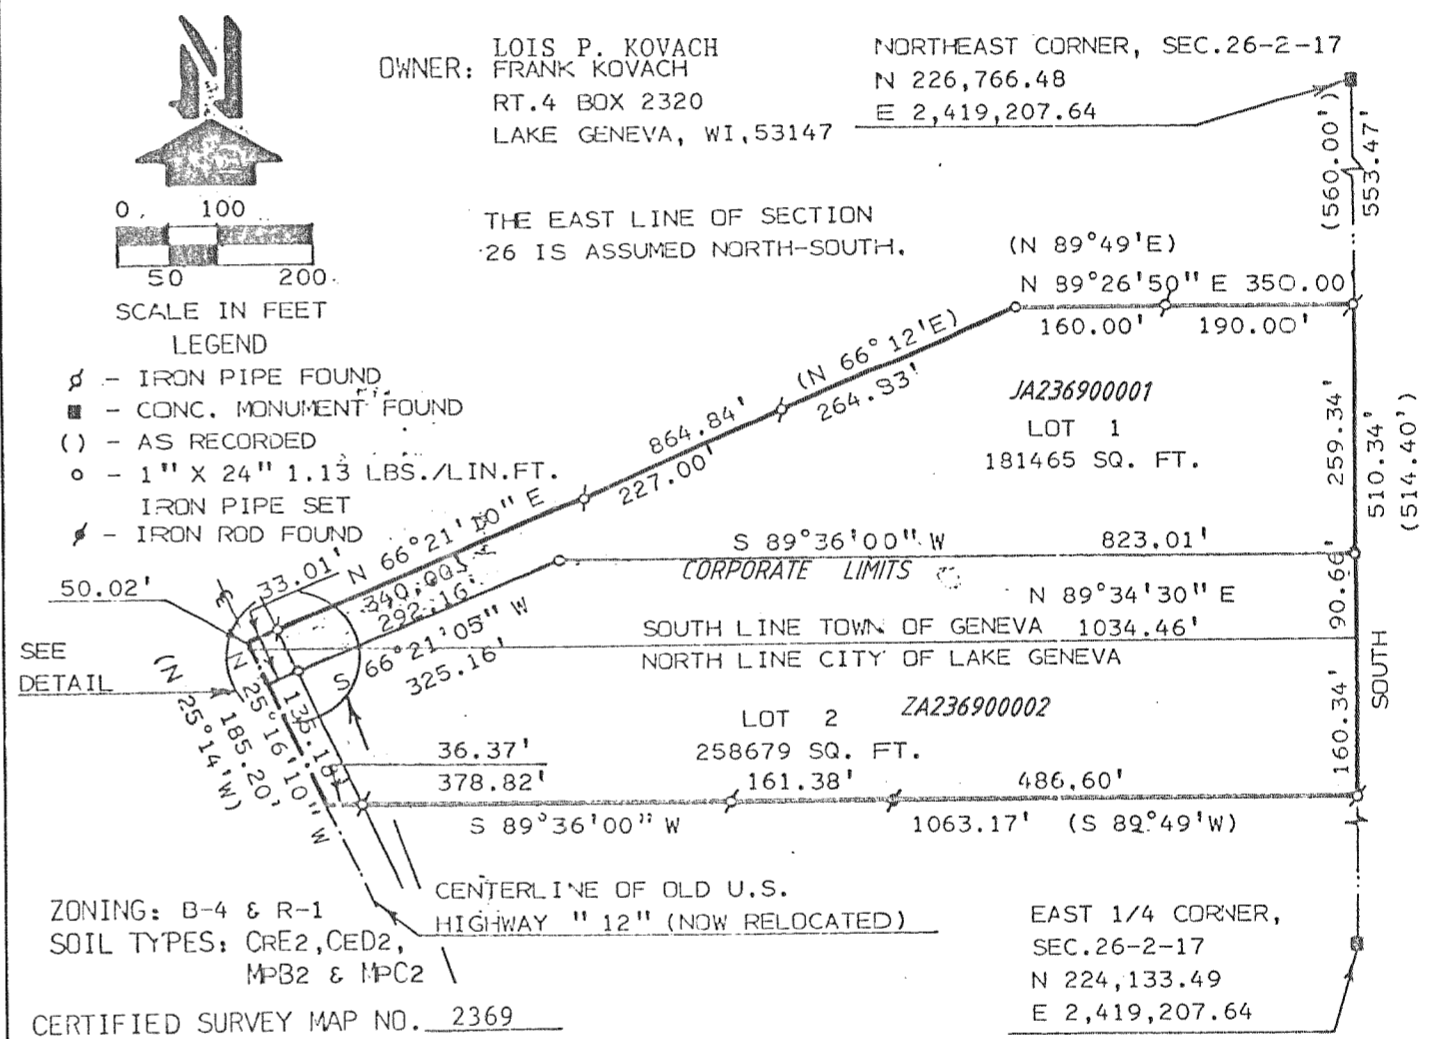 N
OWNER:
LOIS P. KOVACH
FRANK KOVACH
RT.4 BOX 2320
LAKE GENEVA, WI,53147
NORTHEAST CORNER, SEC.26-2-17
N 226,766.48
E 2,419,207.64
0 100
50 200
SCALE IN FEET
THE EAST LINE OF SECTION
26 IS ASSUMED NORTH-SOUTH.
(560.00')
553.47'
LEGEND
- IRON PIPE FOUND
- CONC. MONUMENT FOUND
( ) - AS RECORDED
- 1" X 24" 1.13 LBS./LIN.FT.
IRON PIPE SET
- IRON ROD FOUND
(N 89°49'E)
N 89°26'50" E 350.00
160.00' 190.00'
(N 66°12'E)
264.83'
864.84'
227.00'
N 66°21'10" E
340.00'
292.16'
S 66°21'05" W
325.16'
JA236900001
LOT 1
181465 SQ. FT.
259.34'
510.34'
(514.40')
S 89°36'00" W 823.01'
CORPORATE LIMITS
N 89°34'30" E
SOUTH LINE TOWN OF GENEVA 1034.46'
NORTH LINE CITY OF LAKE GENEVA
90.66'
160.34'
SOUTH
33.01'
50.02'
SEE
DETAIL
N 25°16'10" W
185.20'
(N 25°14'W)
135.18'
LOT 2 ZA236900002
258679 SQ. FT.
36.37'
378.82' 161.38' 486.60'
S 89°36'00" W 1063.17' (S 89°49'W)
CENTERLINE OF OLD U.S.
HIGHWAY "12" (NOW RELOCATED)
ZONING: B-4 & R-1
SOIL TYPES: CRE2,CED2,
MPB2 & MPC2
EAST 1/4 CORNER,
SEC.26-2-17
N 224,133.49
E 2,419,207.64
CERTIFIED SURVEY MAP NO. 2369